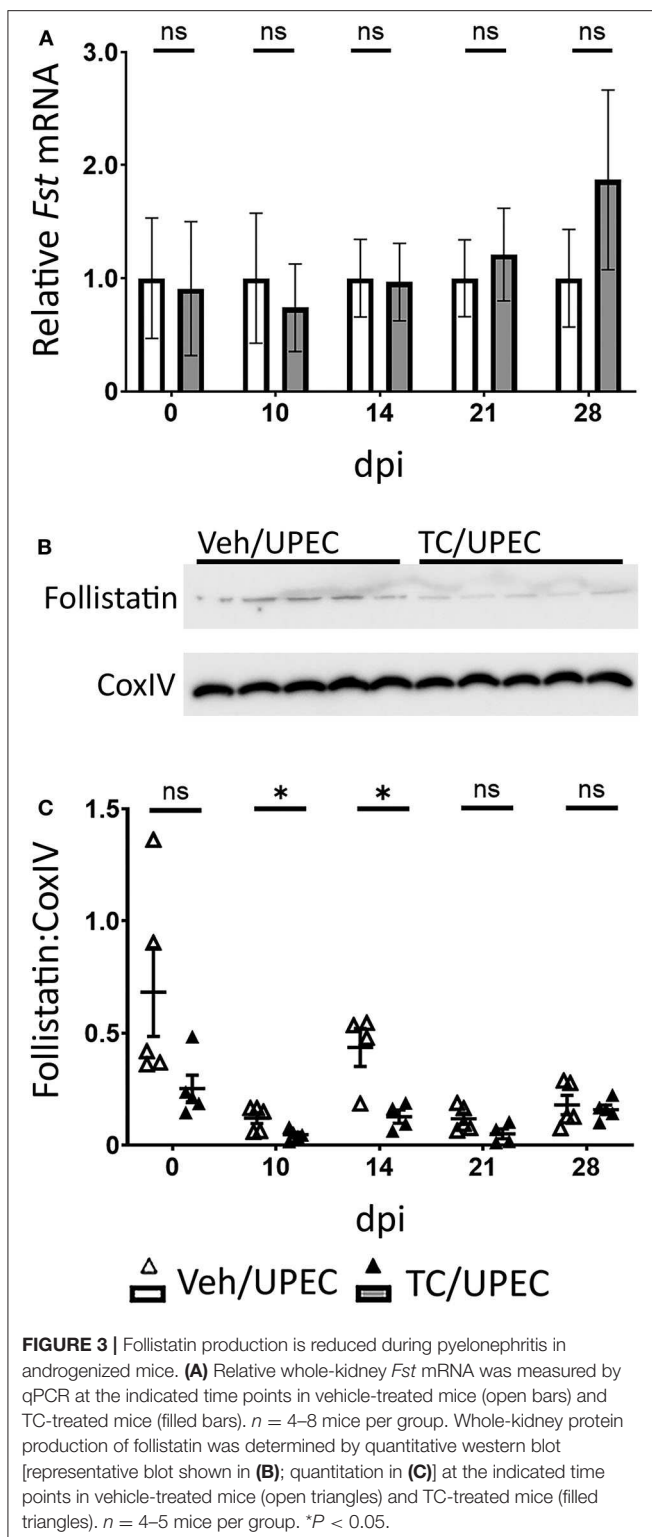 A
ns ns ns ns ns
3.0
2.0
1.0
0
Relative Fst mRNA
0 10 14 21 28
dpi
B
Veh/UPEC TC/UPEC
Follistatin
CoxIV
C
ns * * ns ns
1.5
1.0
0.5
0
Follistatin:CoxIV
0 10 14 21 28
dpi
Veh/UPEC TC/UPEC
FIGURE 3 | Follistatin production is reduced during pyelonephritis in
androgenized mice. (A) Relative whole-kidney Fst mRNA was measured by
qPCR at the indicated time points in vehicle-treated mice (open bars) and
TC-treated mice (filled bars). n = 4–8 mice per group. Whole-kidney protein
production of follistatin was determined by quantitative western blot
[representative blot shown in (B); quantitation in (C)] at the indicated time
points in vehicle-treated mice (open triangles) and TC-treated mice (filled
triangles). n = 4–5 mice per group. *P < 0.05.